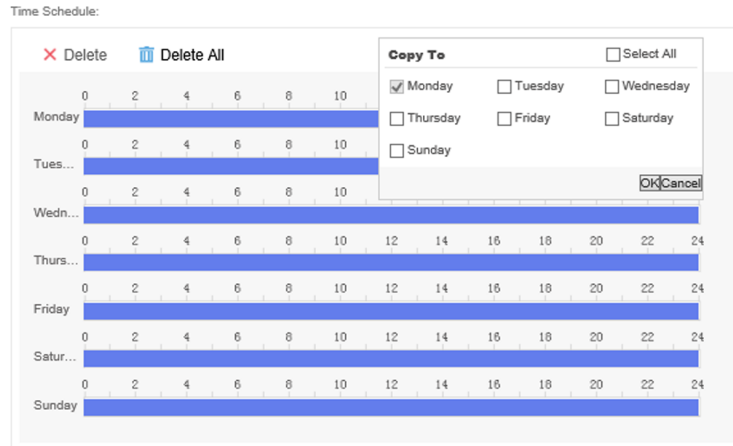 Time Schedule:
Delete Delete All
Copy To Select All
Monday Tuesday Wednesday
Thursday Friday Saturday
Sunday
OK Cancel
0 2 4 6 8 10
Monday
0 2 4 6 8 10
Tues...
0 2 4 6 8 10
Wedn...
0 2 4 6 8 10 12 14 16 18 20 22 24
Thurs...
0 2 4 6 8 10 12 14 16 18 20 22 24
Friday
0 2 4 6 8 10 12 14 16 18 20 22 24
Satur...
0 2 4 6 8 10 12 14 16 18 20 22 24
Sunday